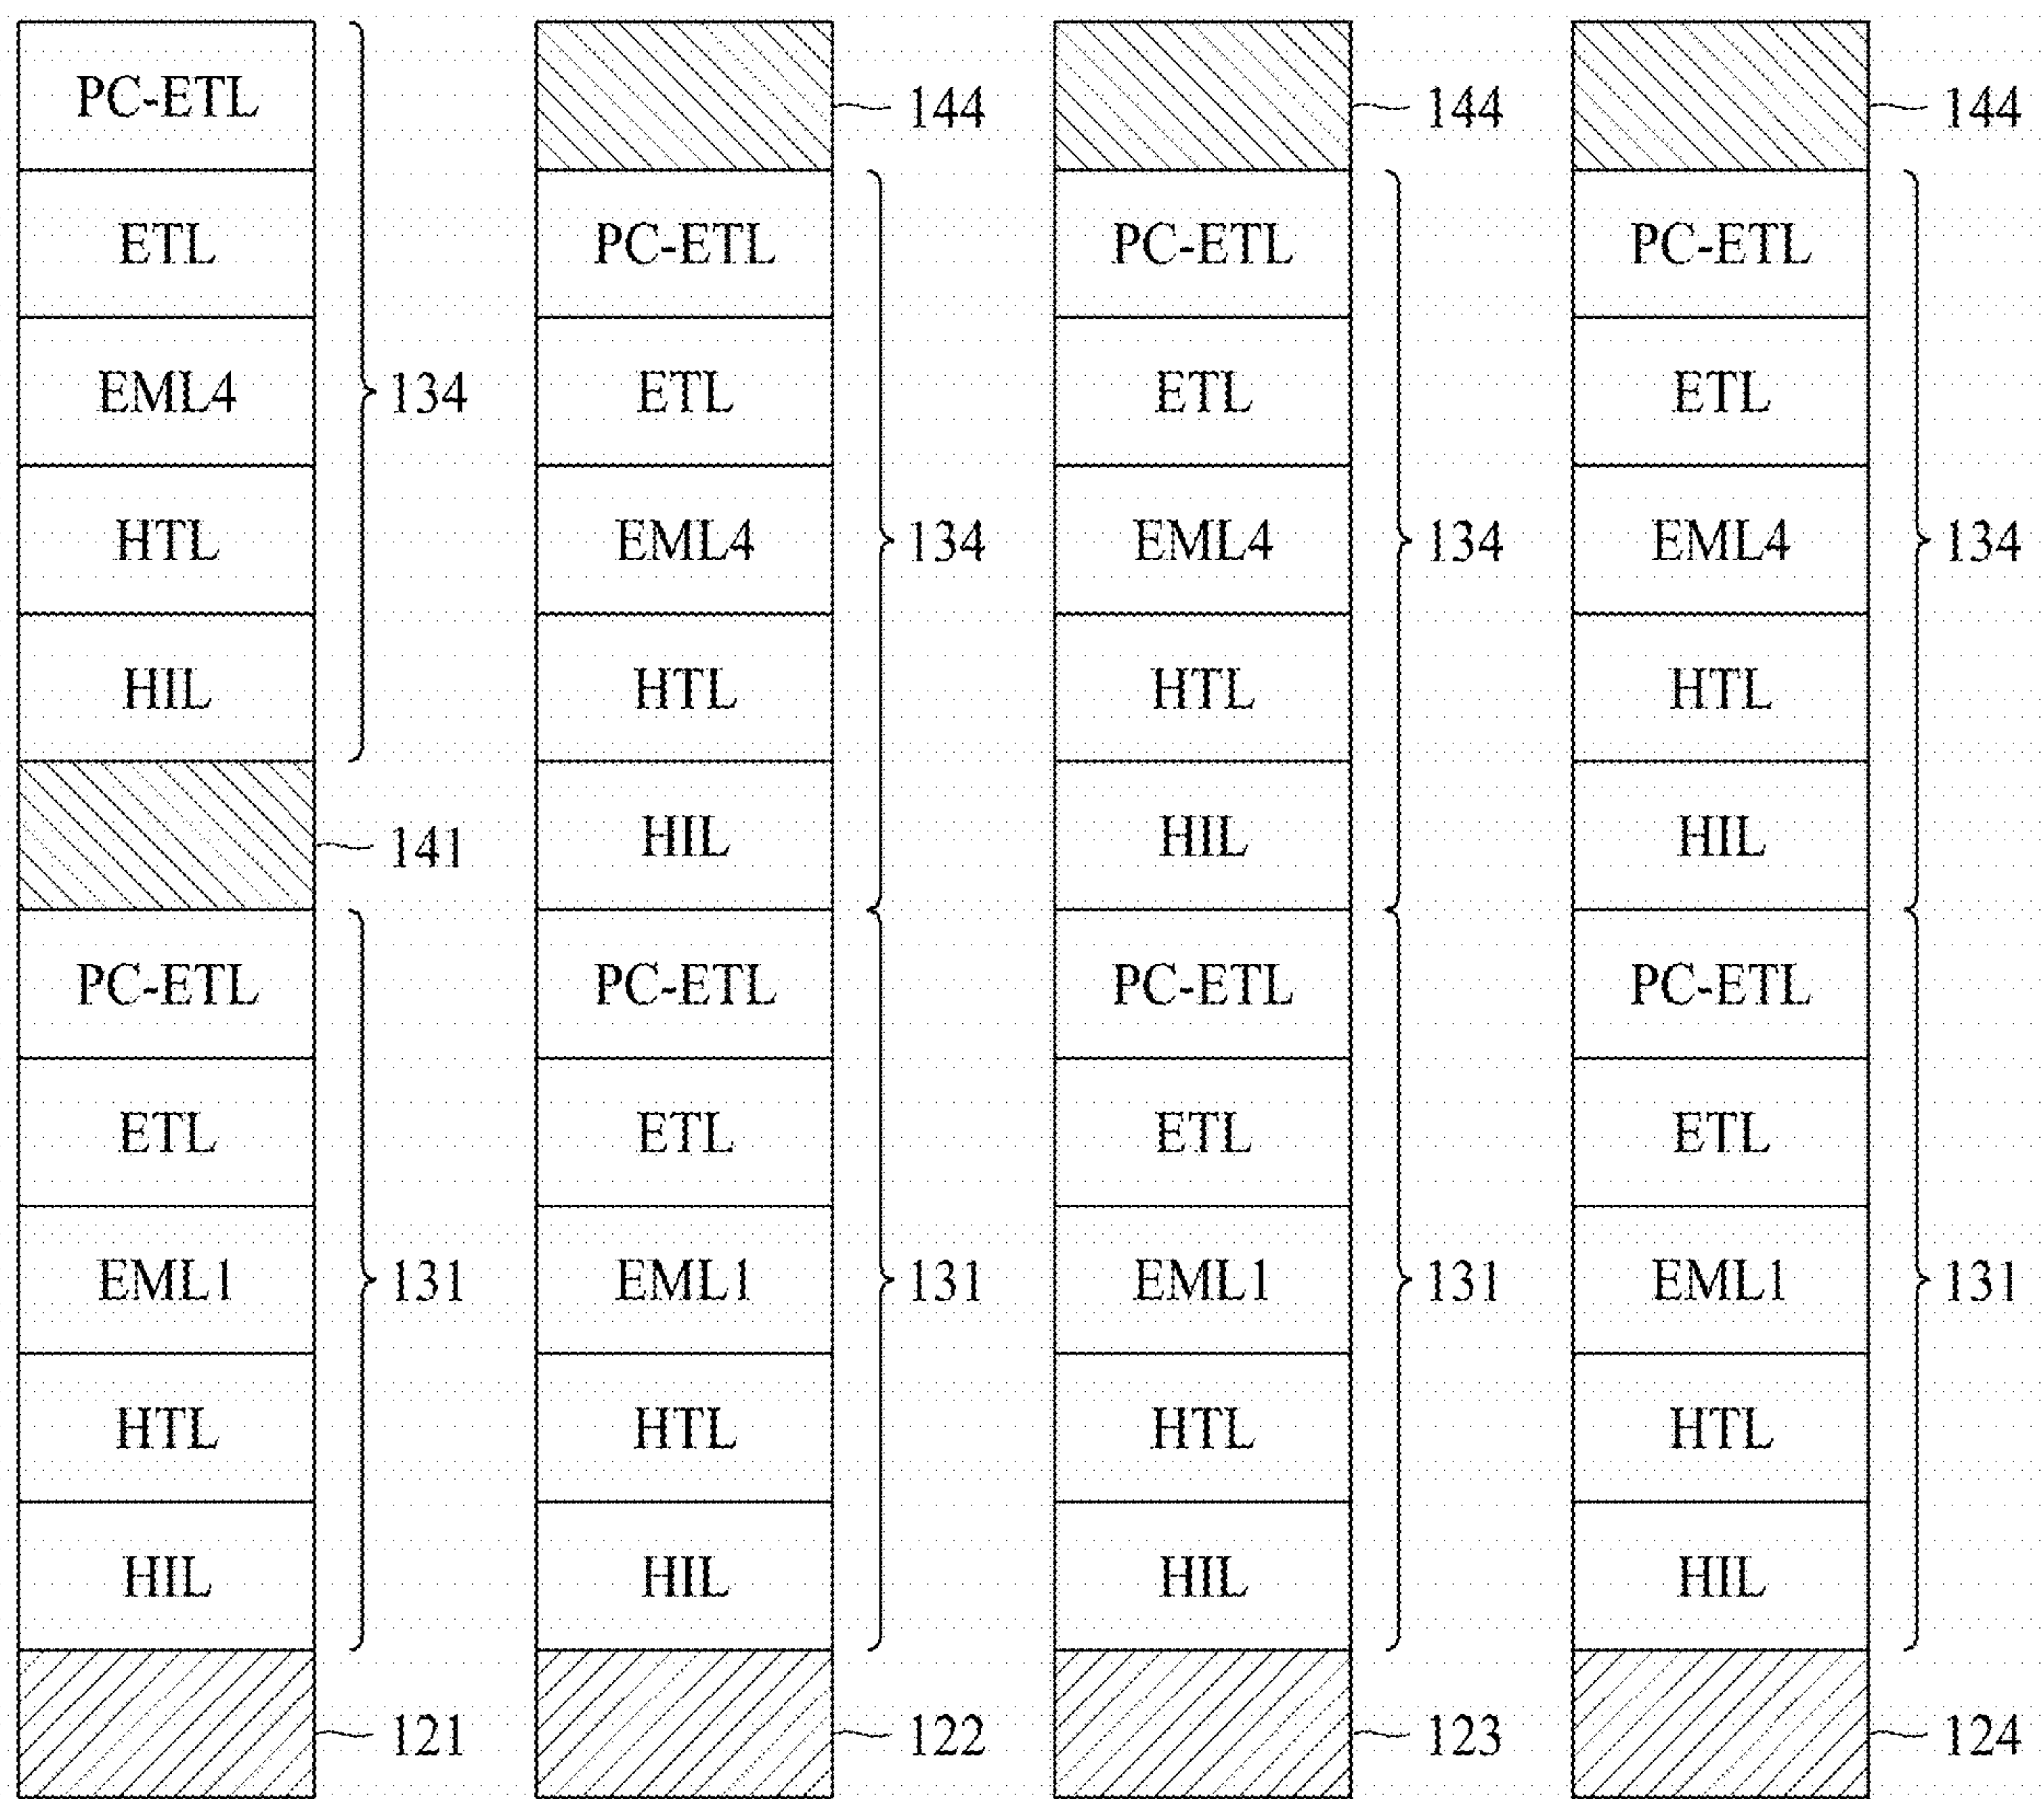 PC-ETL 144 144 144
ETL PC-ETL PC-ETL PC-ETL
EML4 134 ETL ETL ETL
HTL EML4 134 EML4 134 EML4 134
HIL HTL HTL HTL
141 HIL HIL HIL
PC-ETL PC-ETL PC-ETL PC-ETL
ETL ETL ETL ETL
EML1 131 EML1 131 EML1 131 EML1 131
HTL HTL HTL HTL
HIL HIL HIL HIL
121 122 123 124